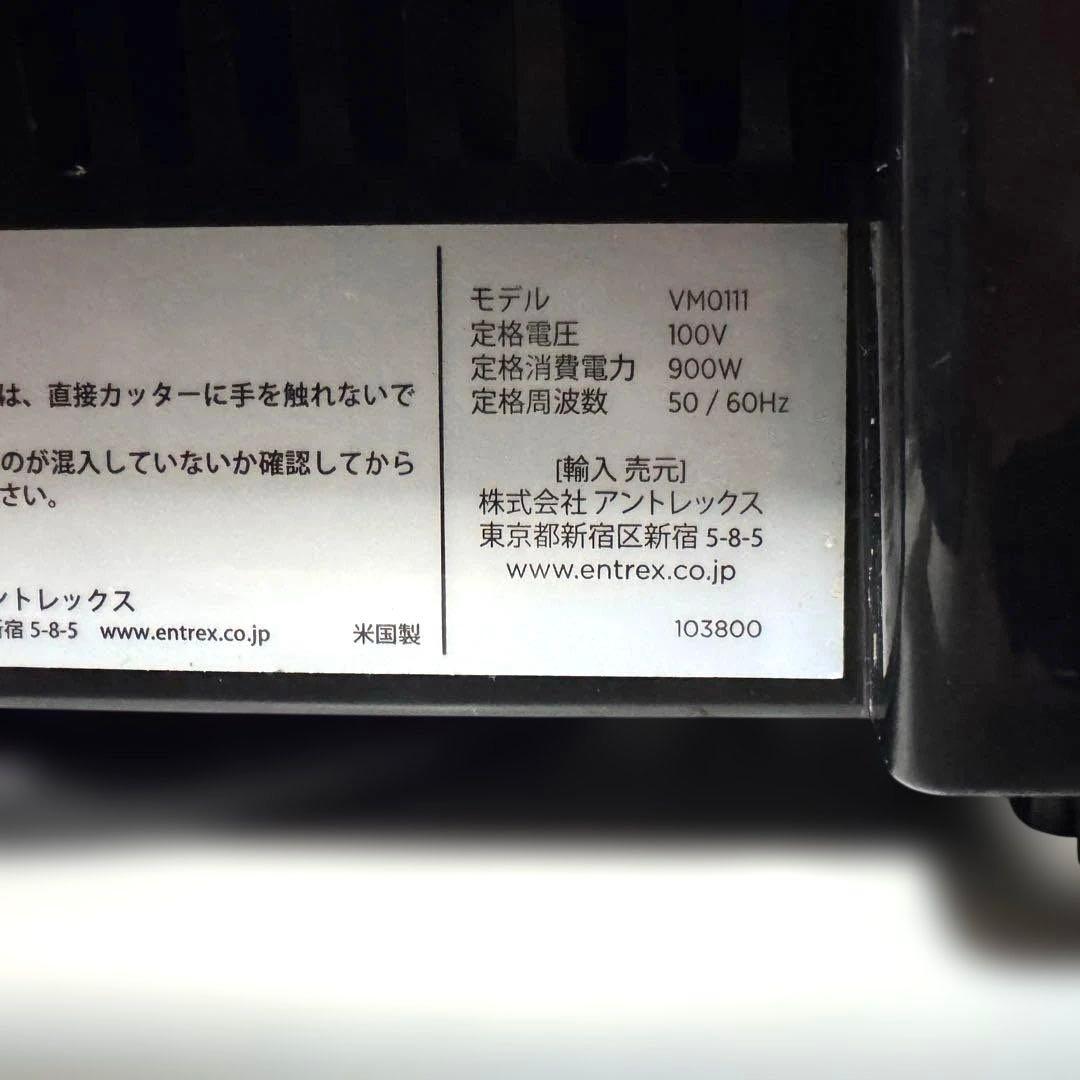 は、直接カッターに手を触れないで
のが混入していないか確認してから
さい。
ントレックス
宿 5-8-5 www.entrex.co.jp 米国製
モデル VM0111
定格電圧 100V
定格消費電力 900W
定格周波数 50 / 60Hz
[輸入 売元]
株式会社 アントレックス
東京都新宿区新宿 5-8-5
www.entrex.co.jp
103800